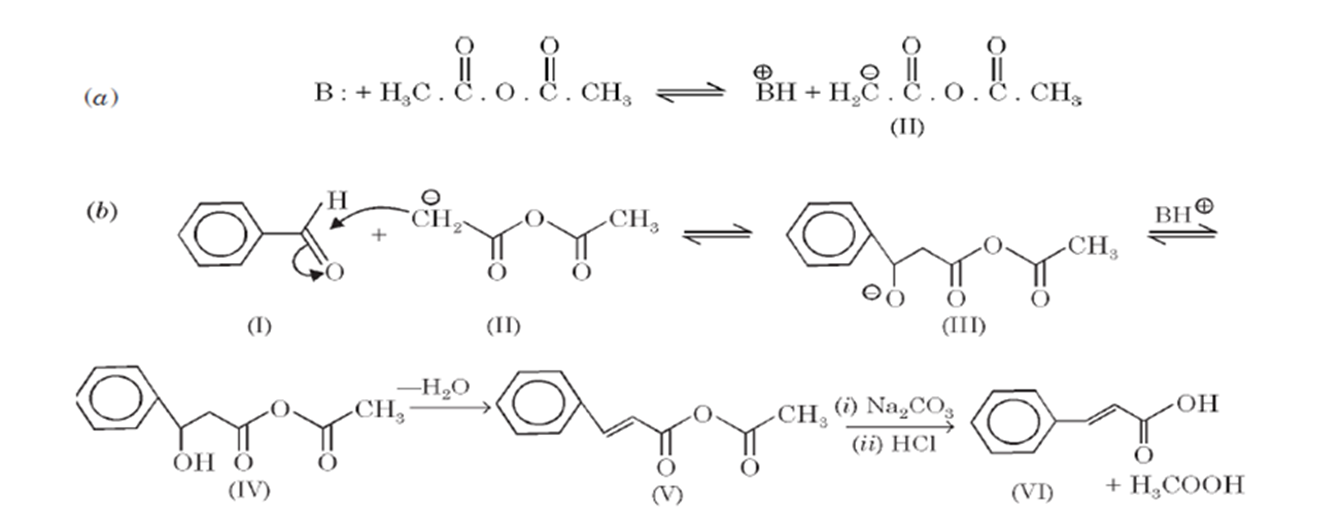 (a) B : + H₃C . C . O . C . CH₃ ⇌ BH + H₂C . C . O . C . CH₃
O O ⊕ ⊖ O O
(II)
(b) H O + ⊖ CH₂ O CH₃ O O ⇌ ⊖O O O O CH₃ BH⊕ ⇌
(I) (II) (III)
OH O O O CH₃ —H₂O O O O CH₃ (i) Na₂CO₃ (ii) HCl OH O
(IV) (V) (VI) + H₃COOH